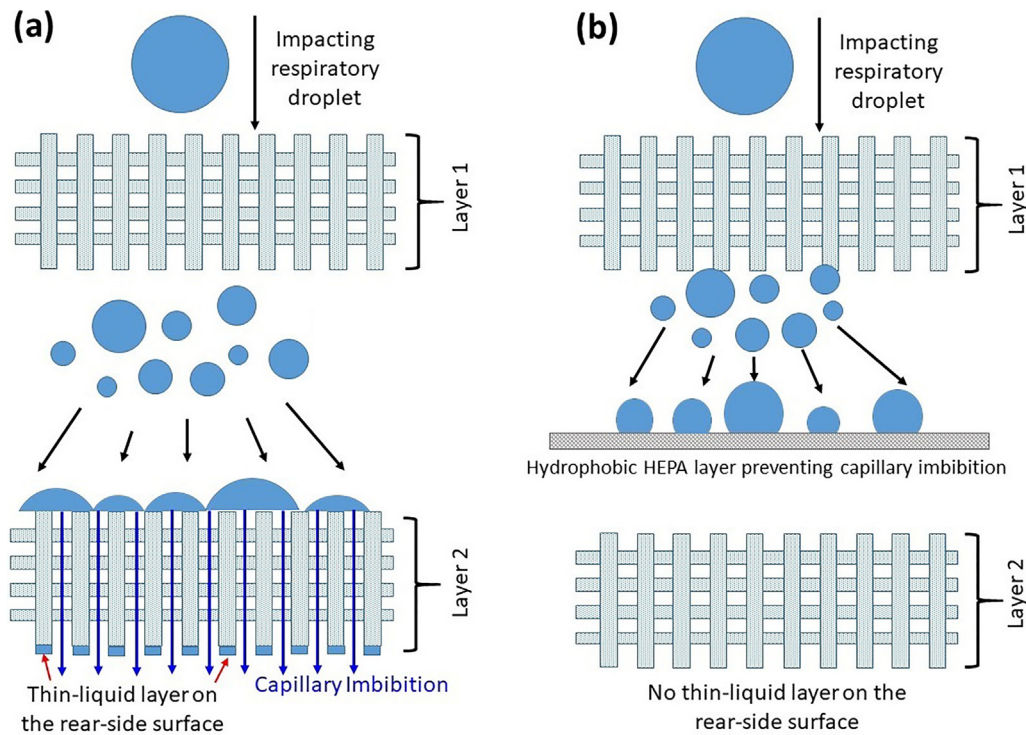 (a)
Impacting
respiratory
droplet
Layer 1
Layer 2
Thin-liquid layer on
the rear-side surface
Capillary Imbibition
(b)
Impacting
respiratory
droplet
Layer 1
Hydrophobic HEPA layer preventing capillary imbibition
Layer 2
No thin-liquid layer on the
rear-side surface